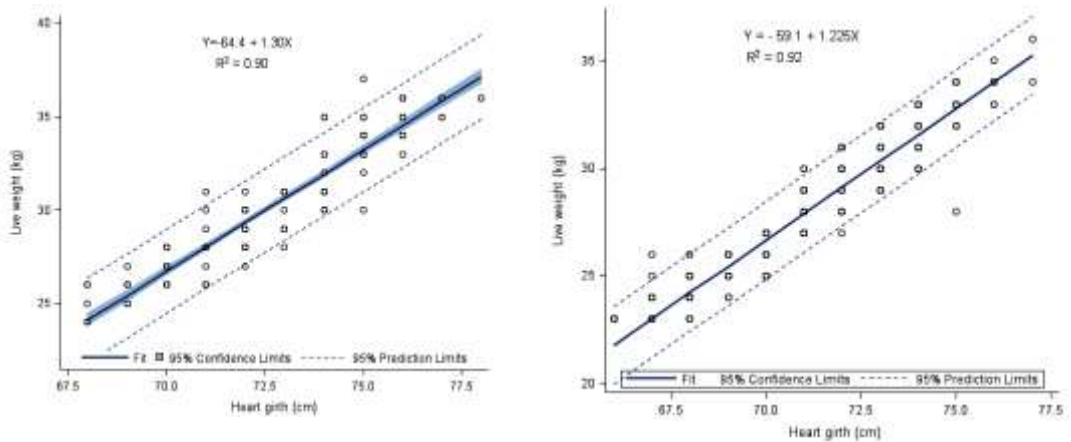 40
35
30
25
Y=-64.4 + 1.30X
R² = 0.90
Live weight (kg)
Fit 95% Confidence Limits 95% Prediction Limits
67.5 70.0 72.5 75.0 77.5
Heart girth (cm)
35
30
25
20
Y = - 59.1 + 1.225X
R² = 0.92
Live weight (kg)
Fit 95% Confidence Limits 95% Prediction Limits
67.5 70.0 72.5 75.0 77.5
Heart girth (cm)